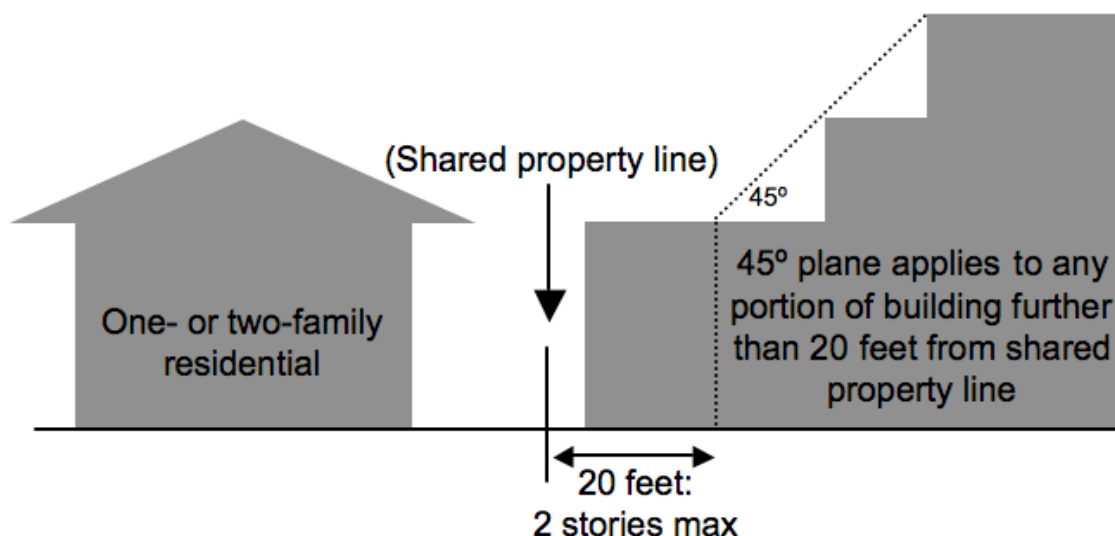 (Shared property line)
45º
One- or two-family
residential
45º plane applies to any
portion of building further
than 20 feet from shared
property line
20 feet:
2 stories max